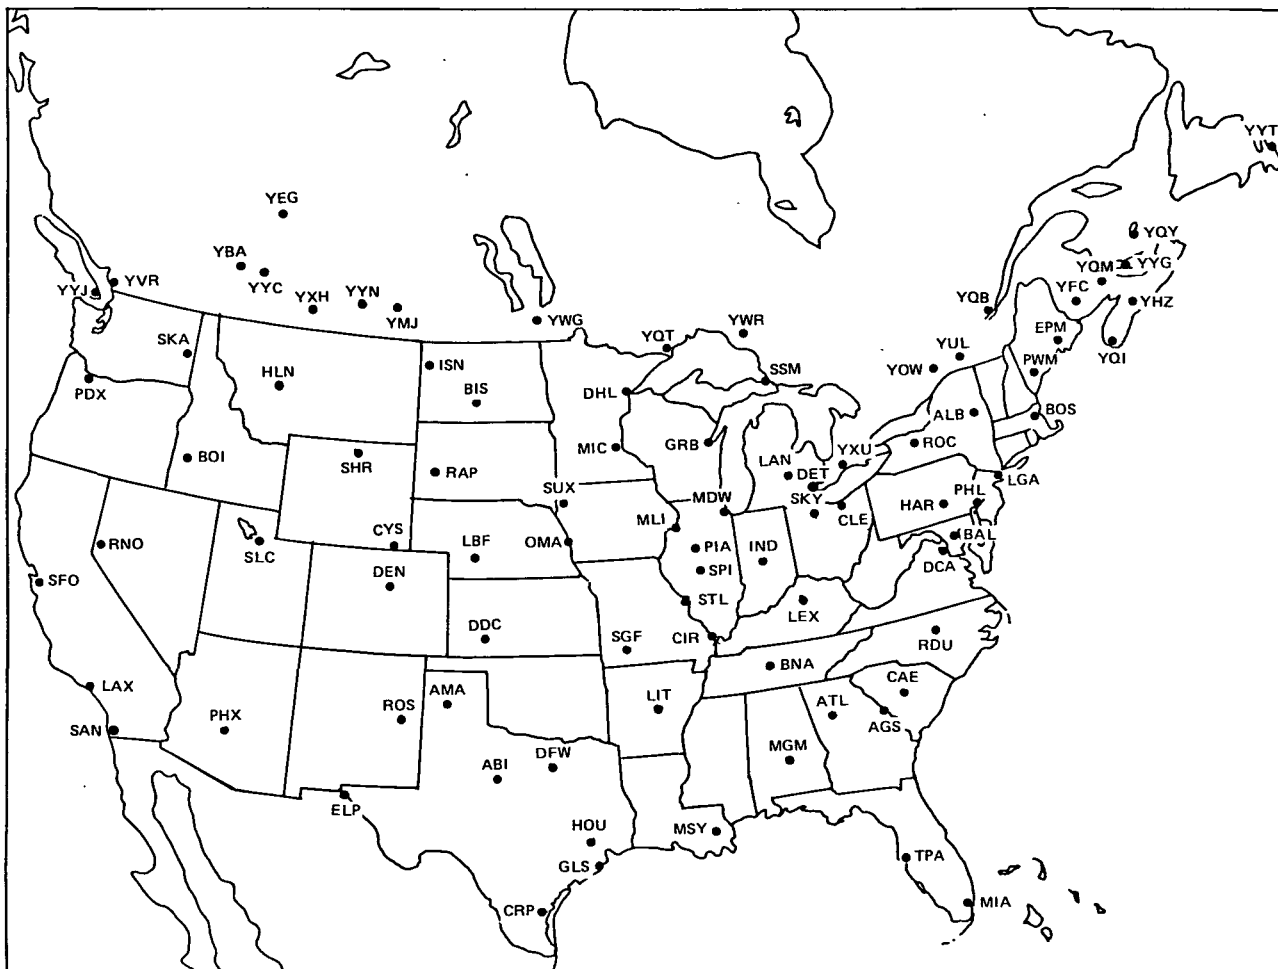 YYT
YEG
YQY
YBA
YYC
YQM
YYG
YVR
YYJ
YXH
YYN
YMJ
YFC
YHZ
YQB
YWG
YWR
YQT
EPM
SKA
YUL
YQI
ISN
YOW
PWM
HLN
SSM
PDX
BIS
DHL
ALB
BOS
GRB
MIC
ROC
YXU
BOI
SHR
RAP
LAN
DET
LGA
SUX
MDW
SKY
HAR
PHL
CLE
MLI
CYS
RNO
SLC
LBF
OMA
PIA
IND
BAL
DCA
SPI
DEN
SFO
STL
LEX
DDC
SGF
CIR
RDU
BNA
LAX
CAE
AMA
LIT
PHX
ROS
ATL
AGS
SAN
MGM
DFW
ABI
ELP
HOU
MSY
GLS
TPA
CRP
MIA